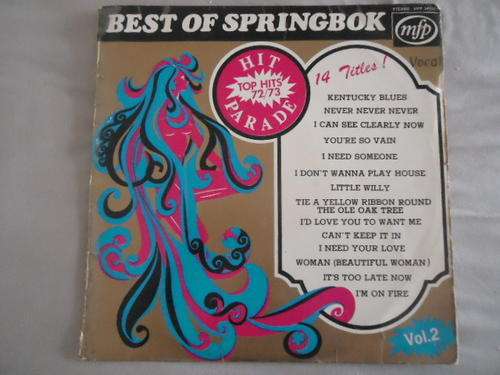 BEST OF SPRINGBOK
mfp
HIT
TOP HITS
72/73
PARADE
14 Titles!
Vocal
KENTUCKY BLUES
NEVER NEVER NEVER
I CAN SEE CLEARLY NOW
YOU'RE SO VAIN
I NEED SOMEONE
I DON'T WANNA PLAY HOUSE
LITTLE WILLY
TIE A YELLOW RIBBON ROUND
THE OLE OAK TREE
I'D LOVE YOU TO WANT ME
CAN'T KEEP IT IN
I NEED YOUR LOVE
WOMAN (BEAUTIFUL WOMAN)
IT'S TOO LATE NOW
I'M ON FIRE
Vol.2